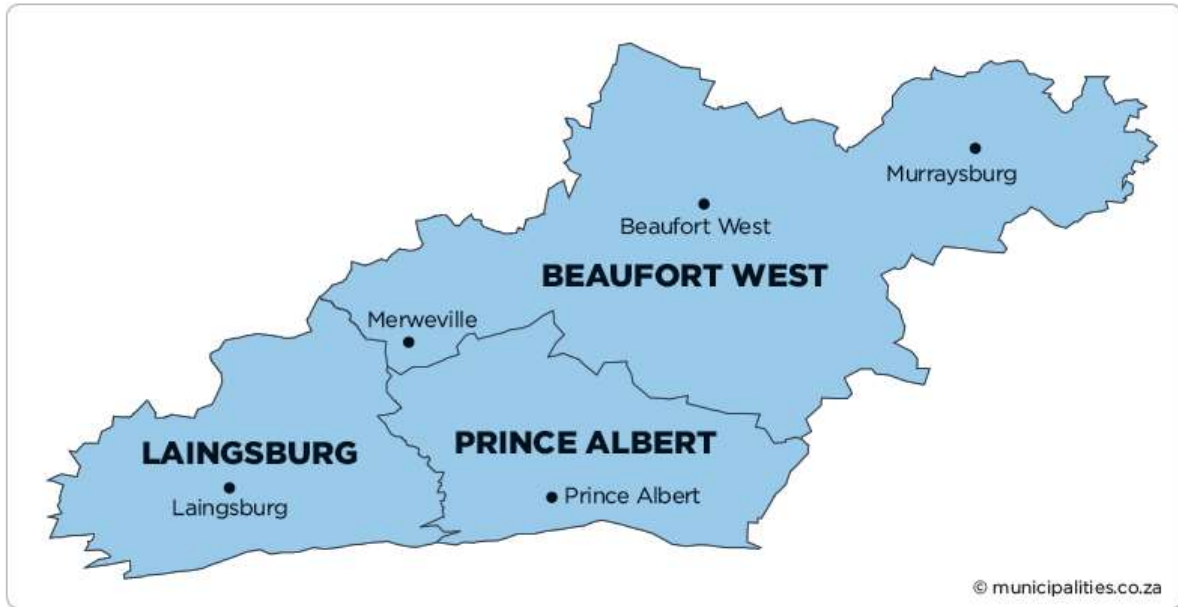 Murraysburg
Beaufort West
BEAUFORT WEST
Merweville
LAINGSBURG
PRINCE ALBERT
Laingsburg
Prince Albert
© municipalities.co.za